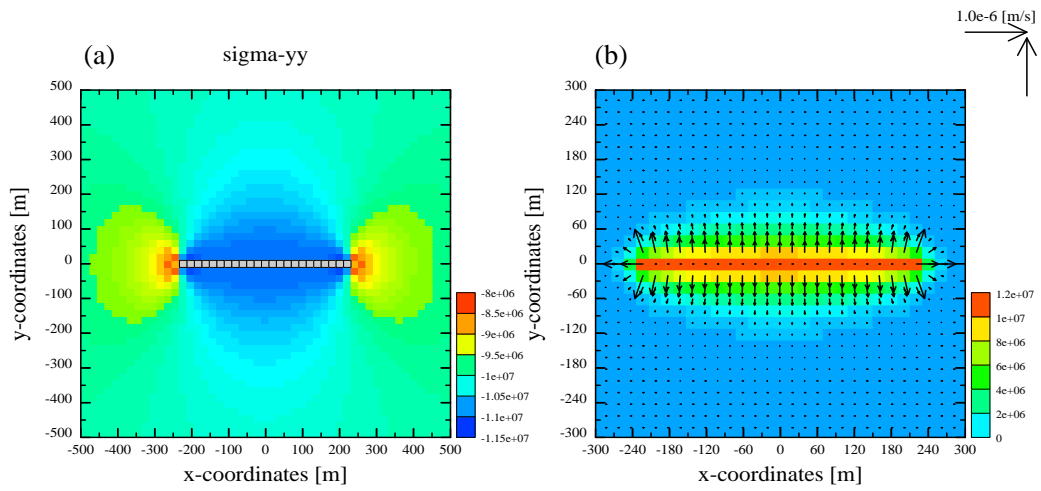 1.0e-6 [m/s]
(a)
sigma-yy
(b)
y-coordinates [m]
500
400
300
200
100
0
-100
-200
-300
-400
-500
-500 -400 -300 -200 -100 0 100 200 300 400 500
x-coordinates [m]
-8e+06
-8.5e+06
-9e+06
-9.5e+06
-1e+07
-1.05e+07
-1.1e+07
-1.15e+07
y-coordinates [m]
300
240
180
120
60
0
-60
-120
-180
-240
-300
-300 -240 -180 -120 -60 0 60 120 180 240 300
x-coordinates [m]
1.2e+07
1e+07
8e+06
6e+06
4e+06
2e+06
0